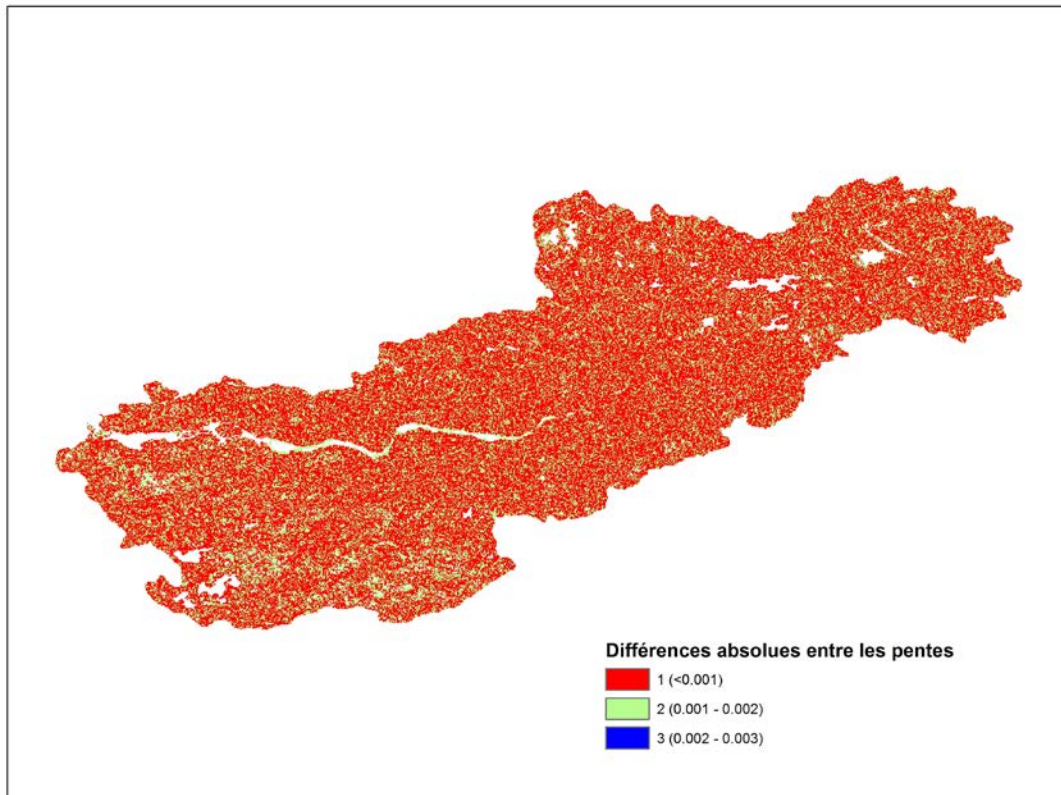 Différences absolues entre les pentes
1 (<0.001)
2 (0.001 - 0.002)
3 (0.002 - 0.003)